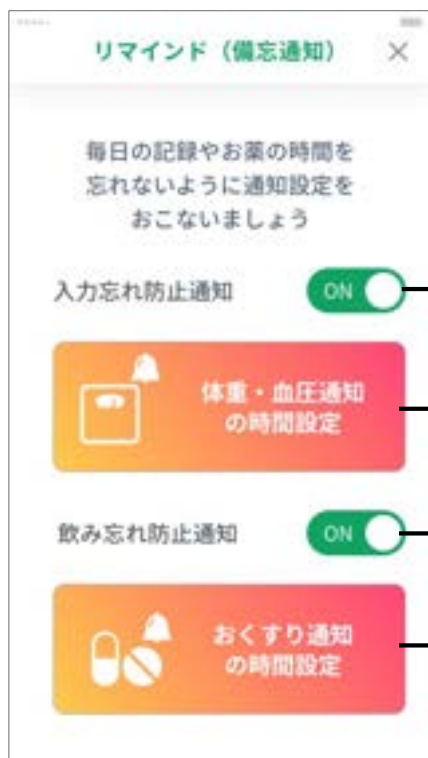 リマインド（備忘通知）
毎日の記録やお薬の時間を
忘れないように通知設定を
おこないましょう
入力忘れ防止通知
ON
体重・血圧通知
の時間設定
飲み忘れ防止通知
ON
おくすり通知
の時間設定